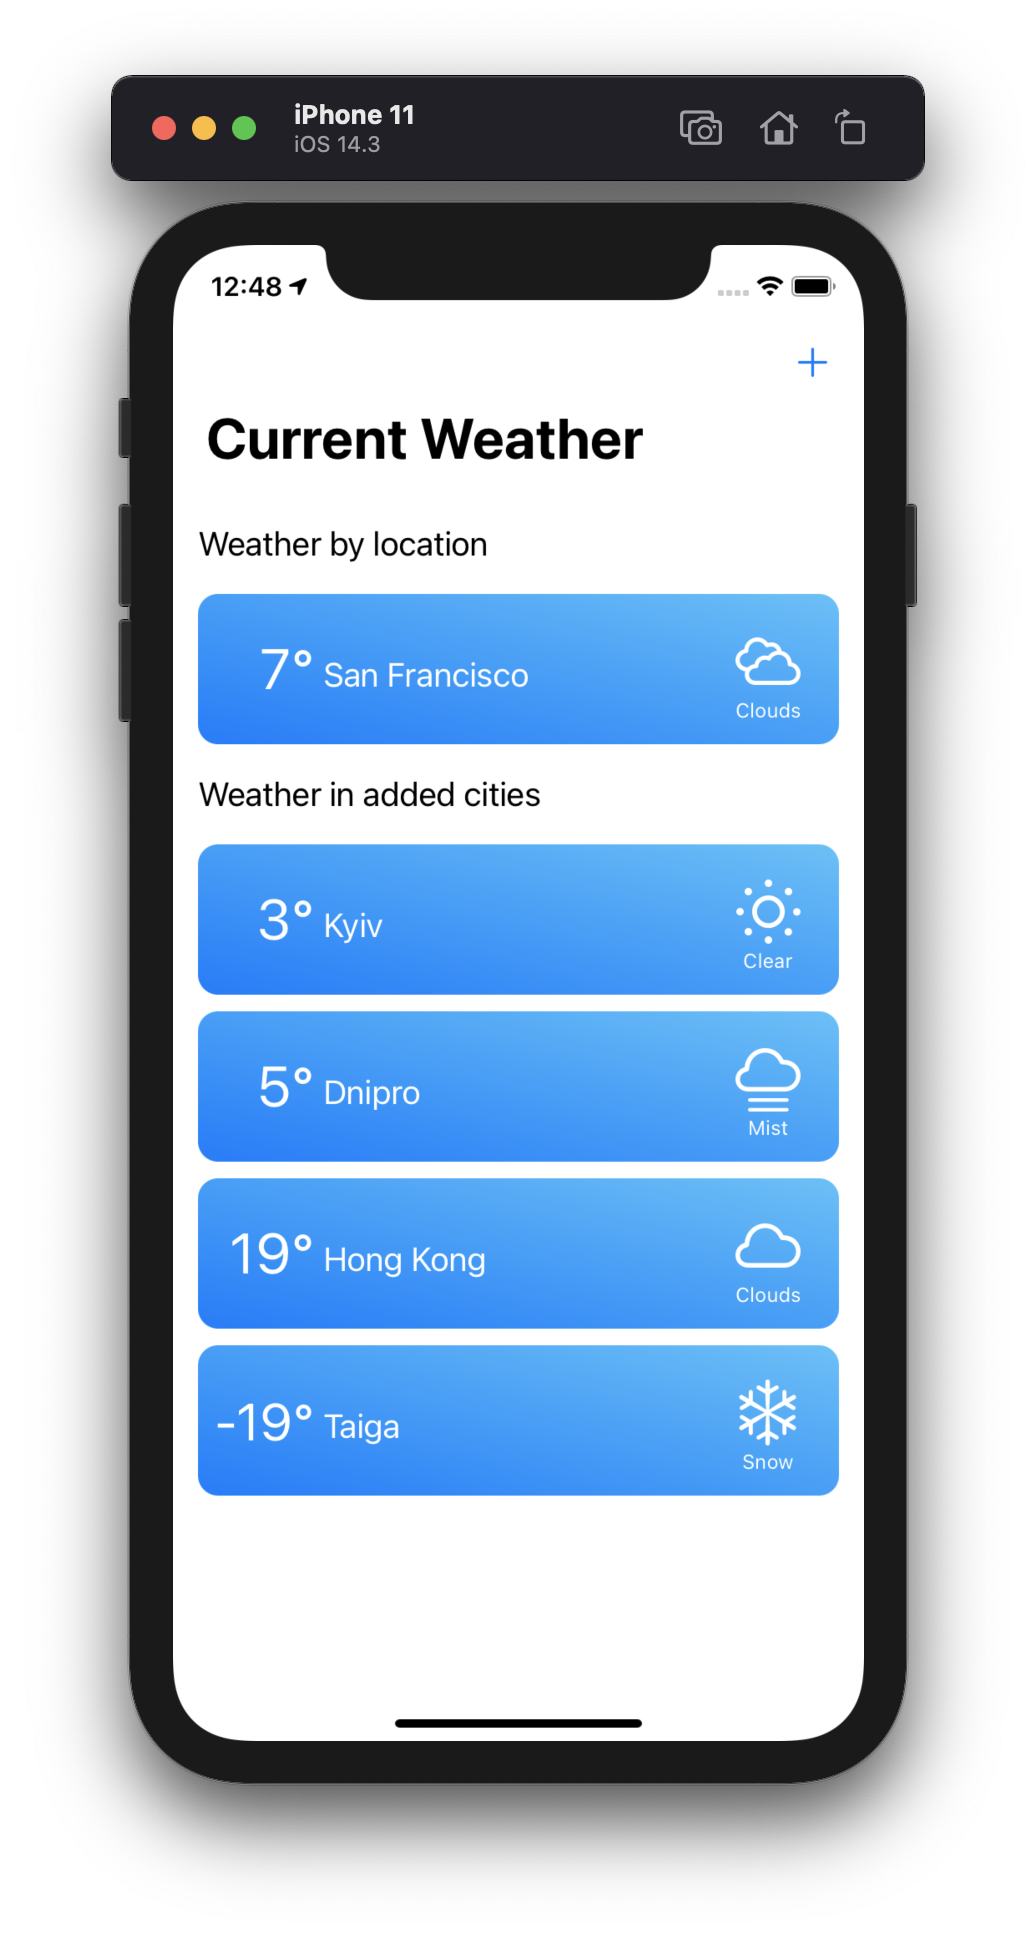 iPhone 11
iOS 14.3
12:48
Current Weather
Weather by location
7° San Francisco
Clouds
Weather in added cities
3° Kyiv
Clear
5° Dnipro
Mist
19° Hong Kong
Clouds
-19° Taiga
Snow